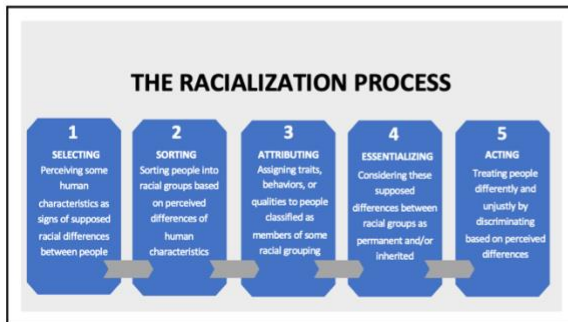 THE RACIALIZATION PROCESS
1
SELECTING
Perceiving some
human
characteristics as
signs of supposed
racial differences
between people
2
SORTING
Sorting people into
racial groups based
on perceived
differences of
human
characteristics
3
ATTRIBUTING
Assigning traits,
behaviors, or
qualities to people
classified as
members of some
racial grouping
4
ESSENTIALIZING
Considering these
supposed
differences between
racial groups as
permanent and/or
inherited
5
ACTING
Treating people
differently and
unjustly by
discriminating
based on perceived
differences